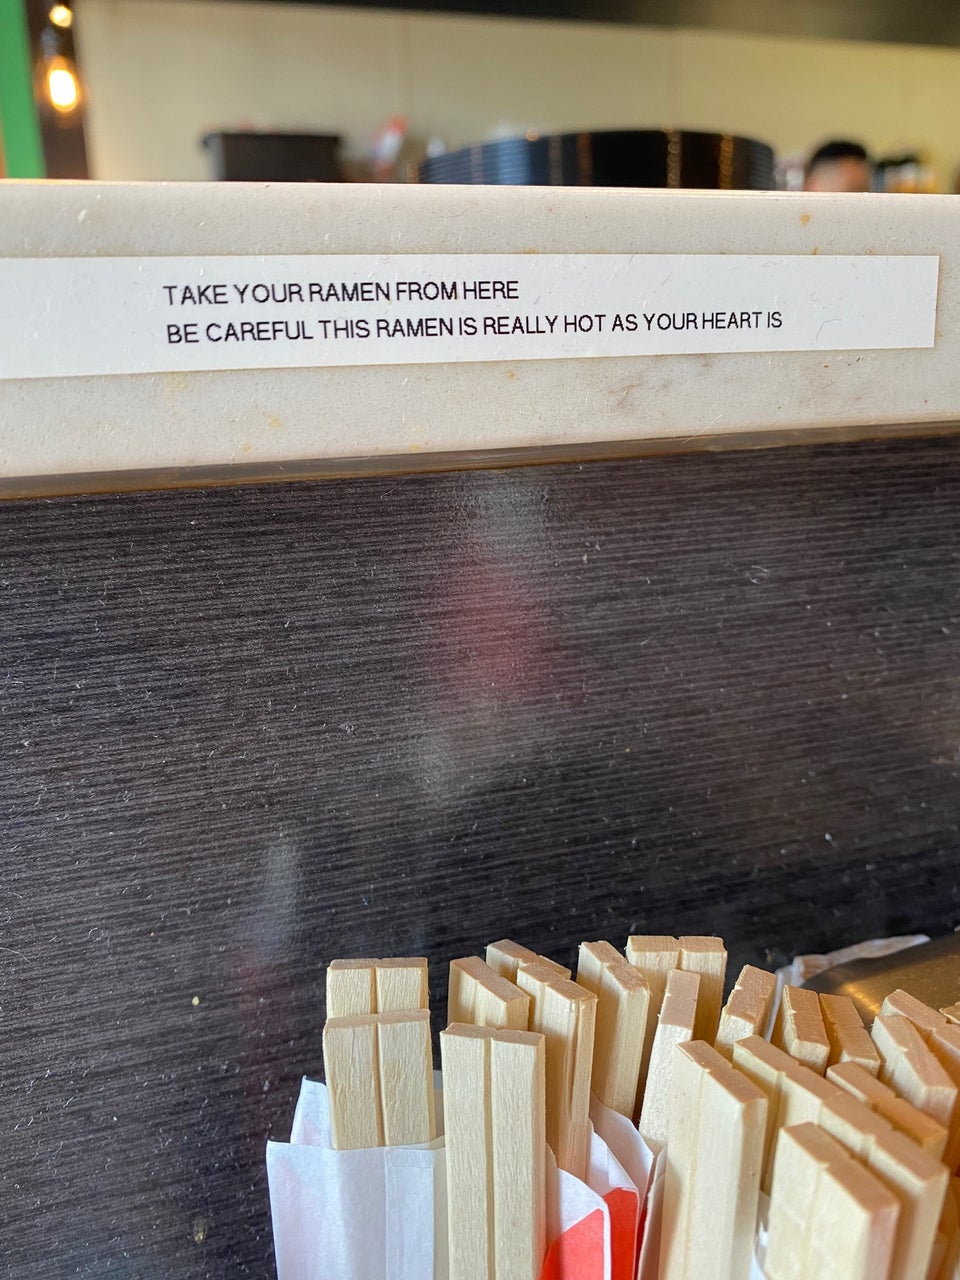 TAKE YOUR RAMEN FROM HERE
BE CAREFUL THIS RAMEN IS REALLY HOT AS YOUR HEART IS